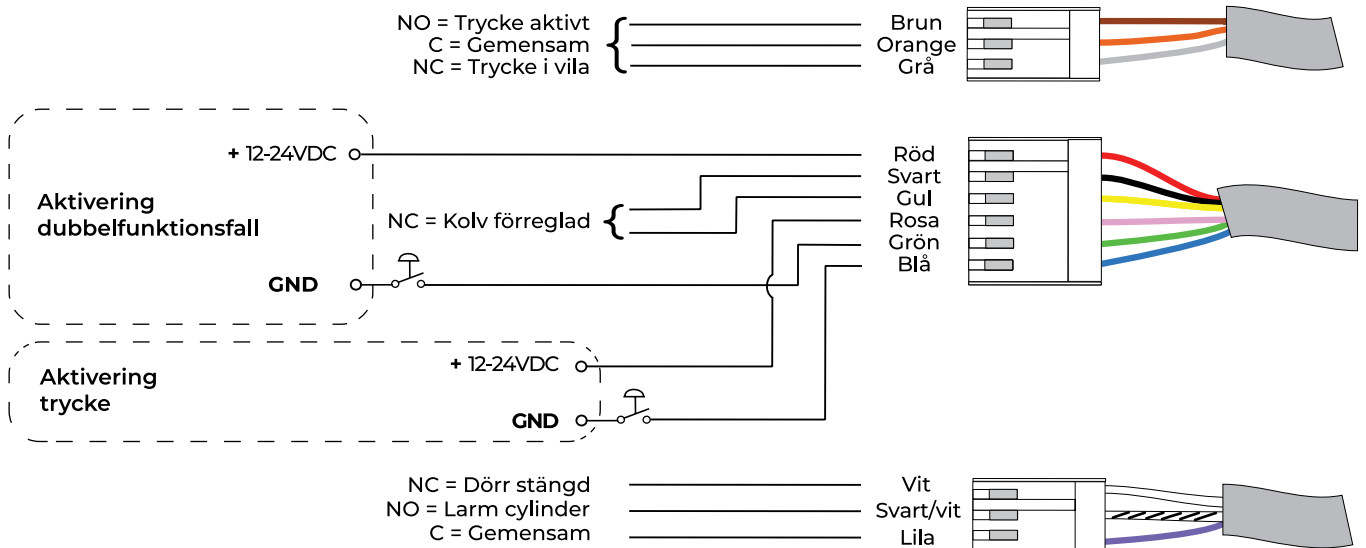 NO = Trycke aktivt
C = Gemensam
NC = Trycke i vila
Brun
Orange
Grå
+ 12-24VDC
Aktivering
dubbelfunktionsfall
GND
NC = Kolv förreglad
Röd
Svart
Gul
Rosa
Grön
Blå
+ 12-24VDC
Aktivering
trycke
GND
NC = Dörr stängd
NO = Larm cylinder
C = Gemensam
Vit
Svart/vit
Lila